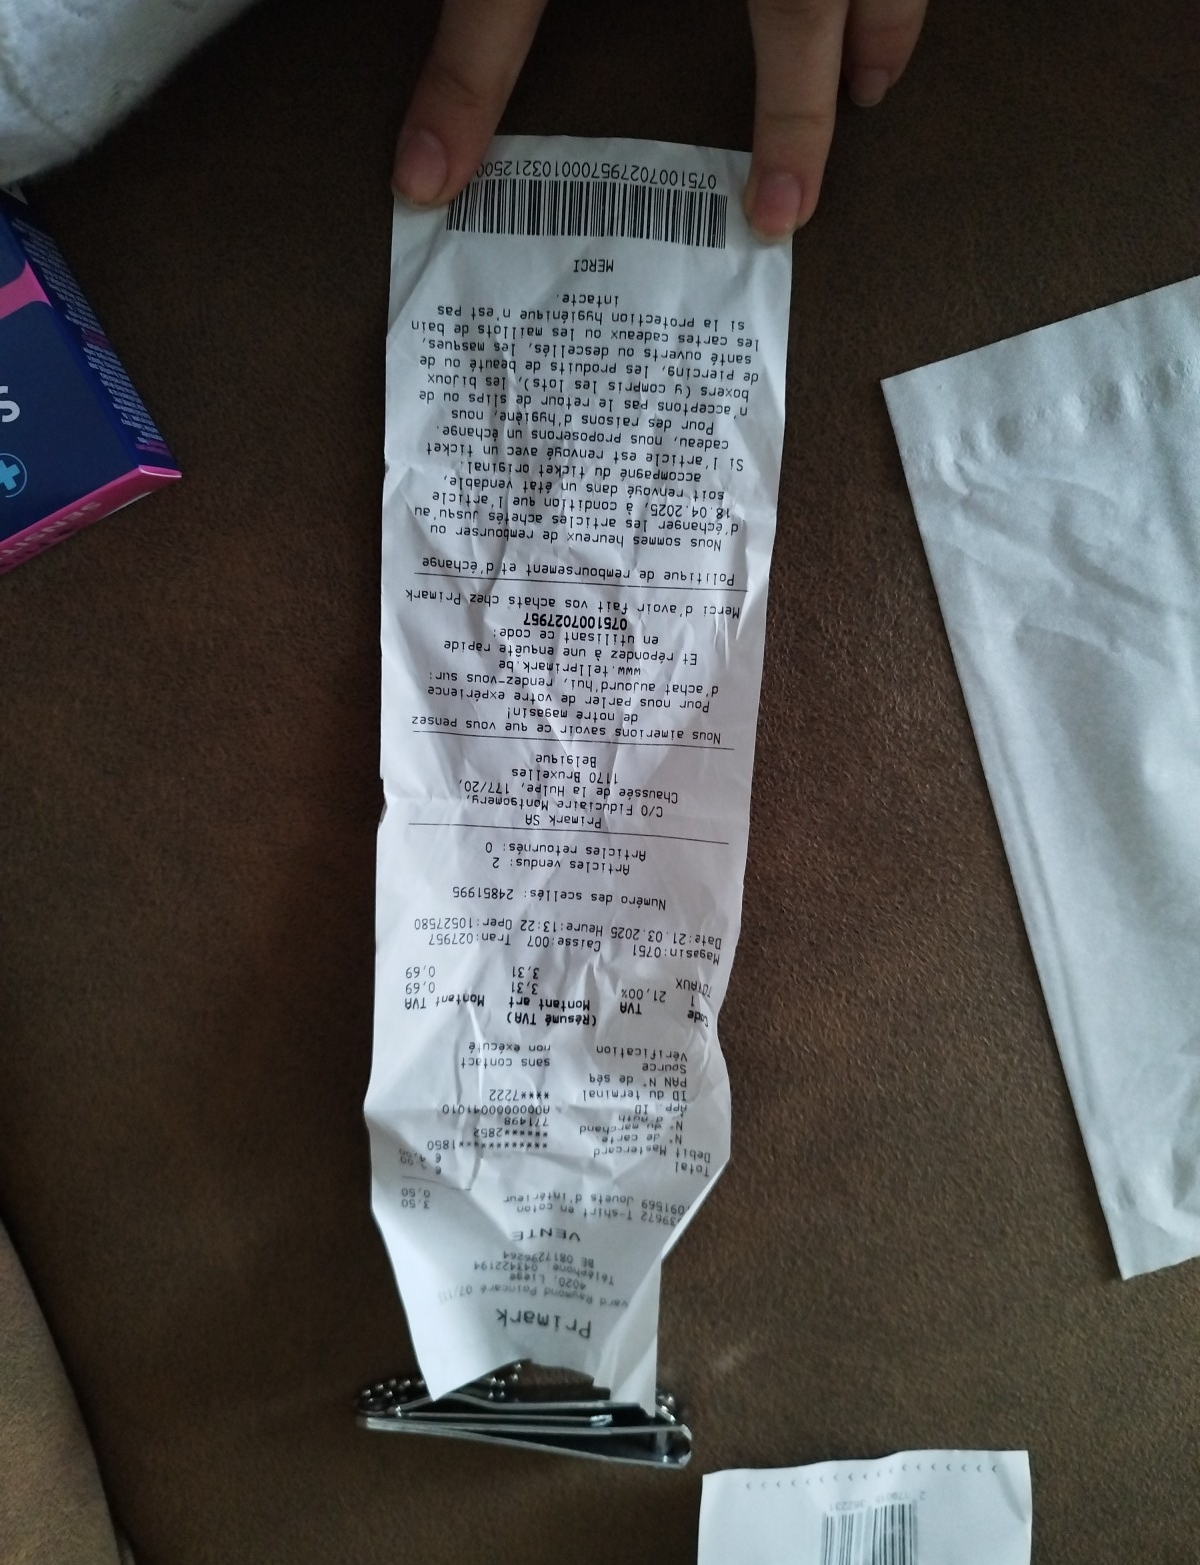 Primark
vard Raymond Poincaré 07/11
4020, Liege
Téléphone, 043422194
BE 0817296264
VENTE
39672 T-shirt en coton 3,50
091569 Jouets d'intérieur 0,50
Total €
Debit Mastercard
N° de carte ************1850
N° du marchand ******2852
N° d'auth 771498
App. ID A0000000041010
ID du terminal ****7222
PAN N° de séq
Source sans contact
Vérification non exécuté
(Résumé TVA)
Code TVA Montant art Montant TVA
1 21,00% 3,31 0,69
TOTAUX 3,31 0,69
Magasin:0751 Caisse:007 Tran:027957
Date:21.03.2025 Heure:13:22 Oper:10527580
Numéro des scellés: 24851995
Articles vendus: 2
Articles retournés: 0
Primark SA
C/O Fiduciaire Montgomery,
Chaussée de la Hulpe, 177/20,
1170 Bruxelles
Belgique
Nous aimerions savoir ce que vous pensez
de notre magasin!
Pour nous parler de votre expérience
d'achat aujourd'hui, rendez-vous sur:
www.tellprimark.be
Et répondez à une enquête rapide
en utilisant ce code:
07510070​27957
Merci d'avoir fait vos achats chez Primark
Politique de remboursement et d'échange
Nous sommes heureux de rembourser ou
d'échanger les articles achetés jusqu'au
18.04.2025, à condition que l'article
soit renvoyé dans un état vendable,
accompagné du ticket original.
Si l'article est renvoyé avec un ticket
cadeau, nous proposerons un échange.
Pour des raisons d'hygiène, nous
n'acceptons pas le retour de slips ou de
boxers (y compris les lots), les bijoux
de piercing, les produits de beauté ou de
santé ouverts ou descellés, les masques,
les cartes cadeaux ou les maillots de bain
si la protection hygiénique n'est pas
intacte.
MERCI
0751007027957000103212500